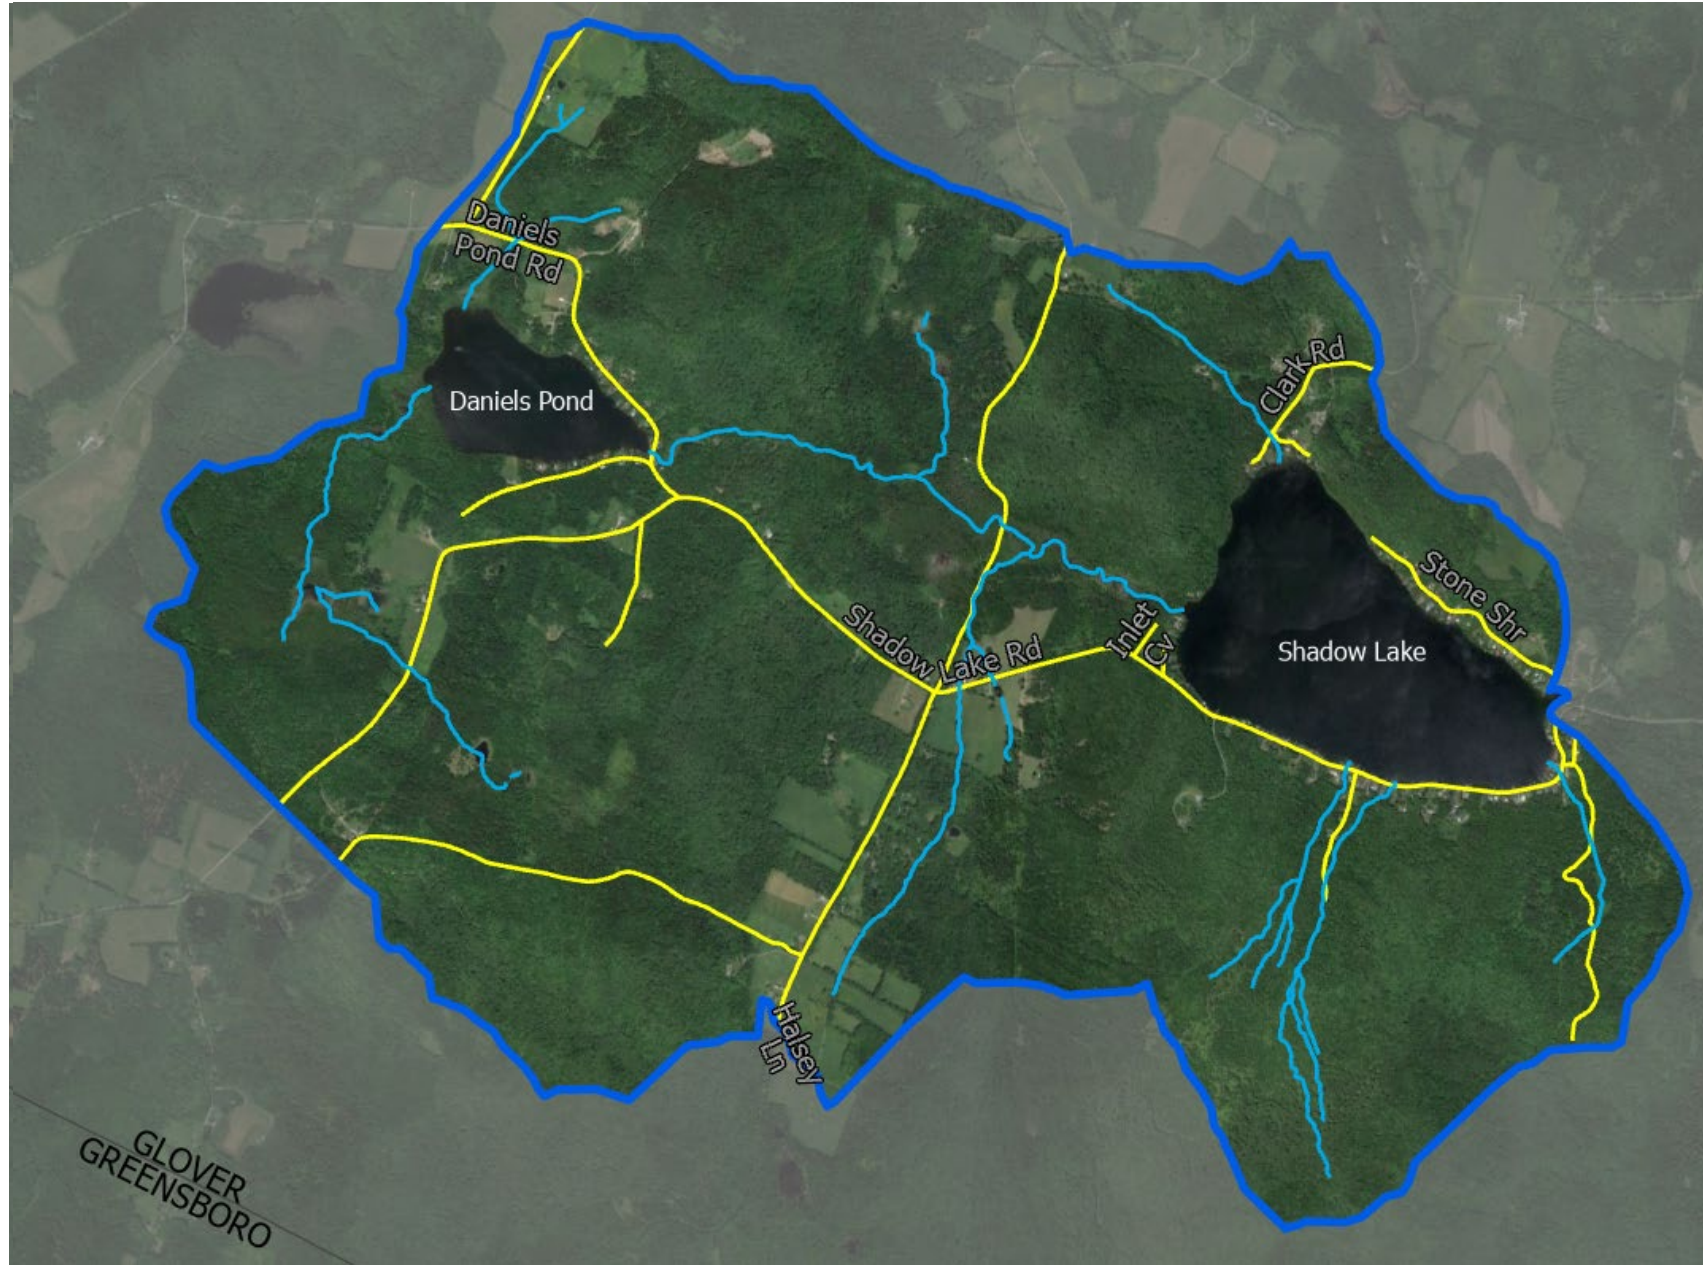 Daniels
Pond Rd
Clark Rd
Daniels Pond
Stone Shr
Shadow Lake Rd
Inlet
Cv
Shadow Lake
Halsey
Ln
GLOVER
GREENSBORO